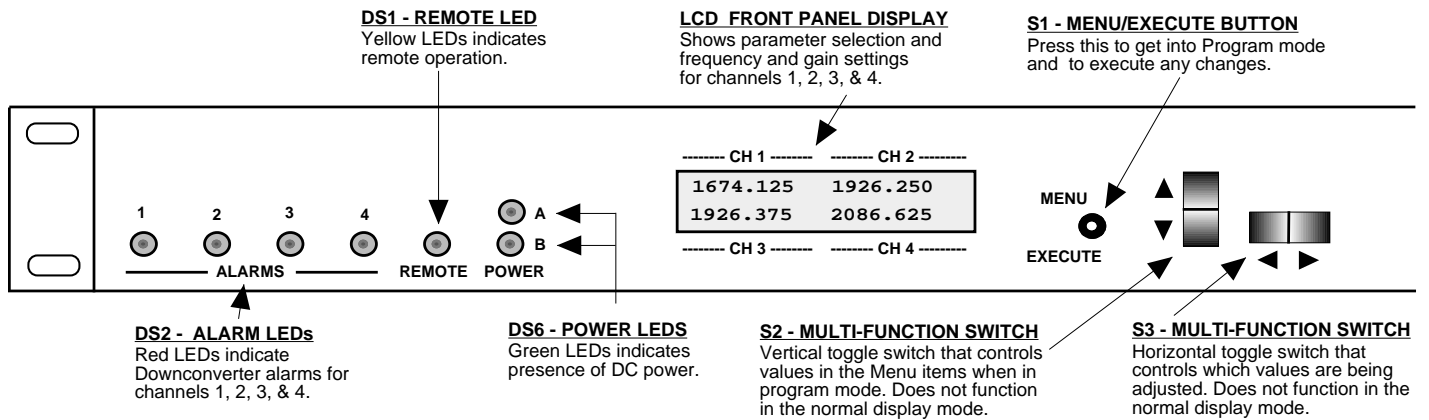 DS1 - REMOTE LED
Yellow LEDs indicates
remote operation.
LCD FRONT PANEL DISPLAY
Shows parameter selection and
frequency and gain settings
for channels 1, 2, 3, & 4.
S1 - MENU/EXECUTE BUTTON
Press this to get into Program mode
and to execute any changes.
-------- CH 1 -------- -------- CH 2 ---------
1674.125 1926.250
1926.375 2086.625
-------- CH 3 -------- -------- CH 4 ---------
1 2 3 4
ALARMS
REMOTE
A
B
POWER
MENU
EXECUTE
DS2 - ALARM LEDs
Red LEDs indicate
Downconverter alarms for
channels 1, 2, 3, & 4.
DS6 - POWER LEDS
Green LEDs indicates
presence of DC power.
S2 - MULTI-FUNCTION SWITCH
Vertical toggle switch that controls
values in the Menu items when in
program mode. Does not function
in the normal display mode.
S3 - MULTI-FUNCTION SWITCH
Horizontal toggle switch that
controls which values are being
adjusted. Does not function in the
normal display mode.